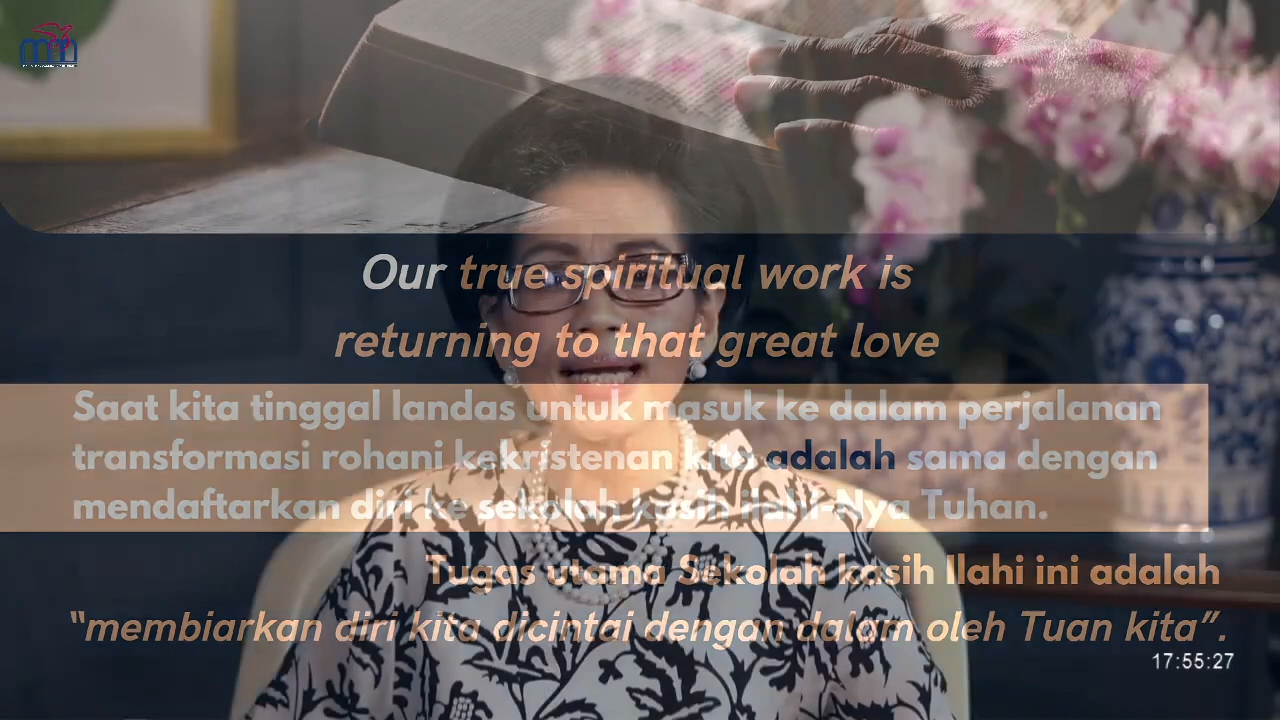 Our true spiritual work is
returning to that great love
Saat kita tinggal landas untuk masuk ke dalam perjalanan
transformasi rohani kekristenan kita adalah sama dengan
mendaftarkan diri ke sekolah kasih ilahi-Nya Tuhan.
Tugas utama Sekolah kasih Ilahi ini adalah
“membiarkan diri kita dicintai dengan dalam oleh Tuan kita”.
17:55:27